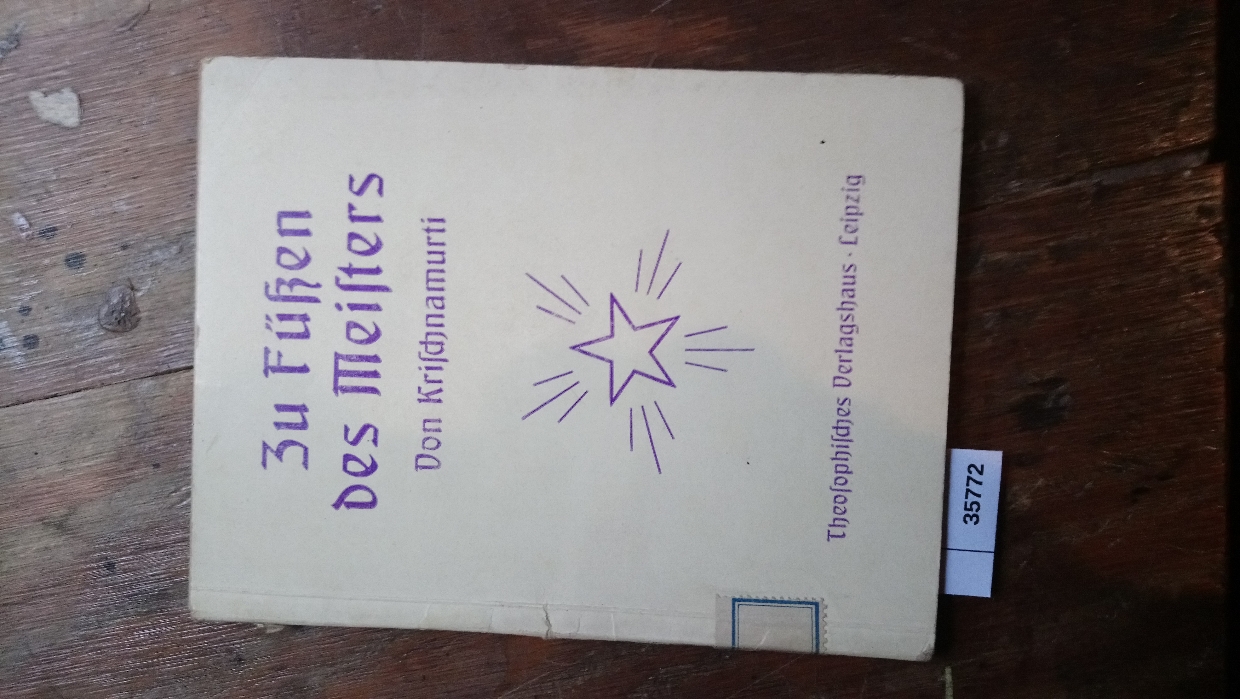 Zu Füßen
des Meiſters
Von Kriſchnamurti
Theoſophiſches Verlagshaus · Leipzig
35772